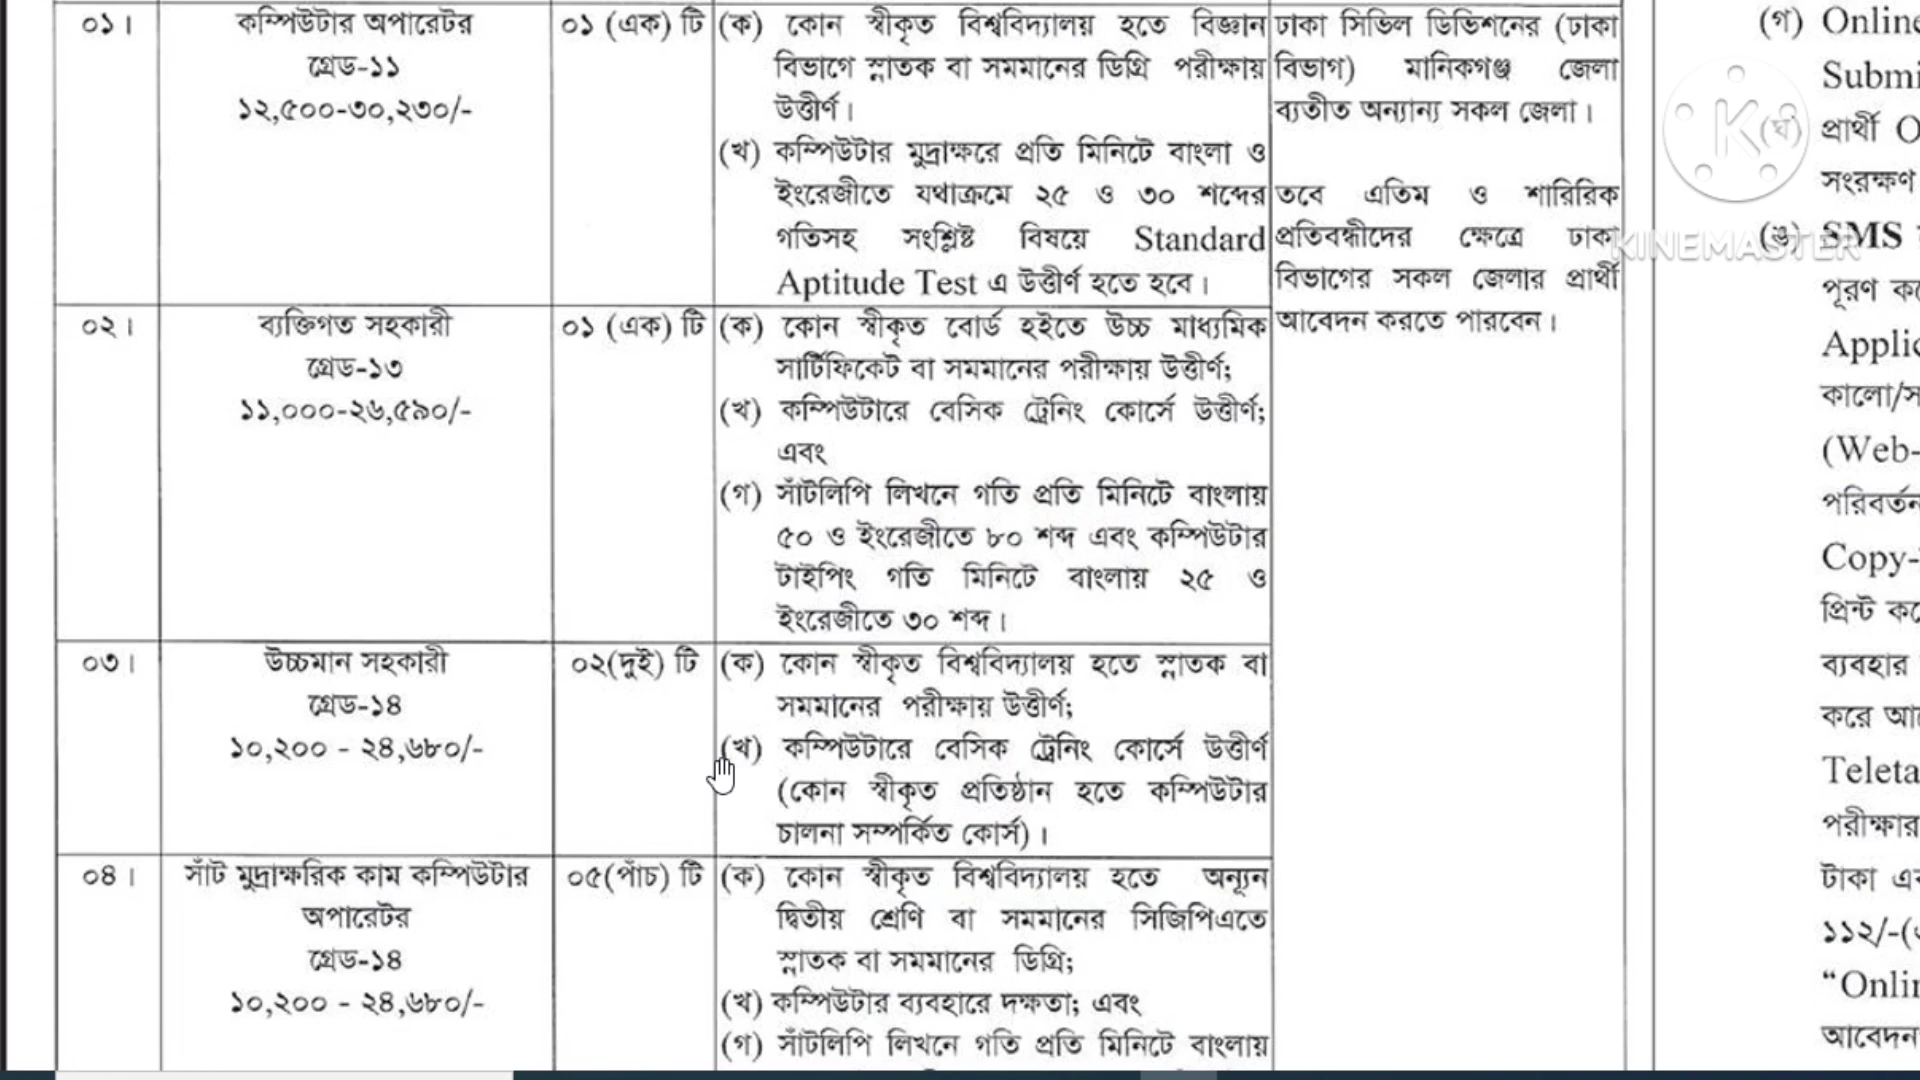 ০১।
কম্পিউটার অপারেটর
গ্রেড-১১
১২,৫০০-৩০,২৩০/-
০১ (এক) টি
(ক) কোন স্বীকৃত বিশ্ববিদ্যালয় হতে বিজ্ঞান
বিভাগে স্নাতক বা সমমানের ডিগ্রি পরীক্ষায়
উত্তীর্ণ।
(খ) কম্পিউটার মুদ্রাক্ষরে প্রতি মিনিটে বাংলা ও
ইংরেজীতে যথাক্রমে ২৫ ও ৩০ শব্দের
গতিসহ সংশ্লিষ্ট বিষয়ে Standard
Aptitude Test এ উত্তীর্ণ হতে হবে।
ঢাকা সিভিল ডিভিশনের (ঢাকা
বিভাগ) মানিকগঞ্জ জেলা
ব্যতীত অন্যান্য সকল জেলা।
তবে এতিম ও শারিরিক
প্রতিবন্ধীদের ক্ষেত্রে ঢাকা
বিভাগের সকল জেলার প্রার্থী
আবেদন করতে পারবেন।
০২।
ব্যক্তিগত সহকারী
গ্রেড-১৩
১১,০০০-২৬,৫৯০/-
০১ (এক) টি
(ক) কোন স্বীকৃত বোর্ড হইতে উচ্চ মাধ্যমিক
সার্টিফিকেট বা সমমানের পরীক্ষায় উত্তীর্ণ;
(খ) কম্পিউটারে বেসিক ট্রেনিং কোর্সে উত্তীর্ণ;
এবং
(গ) সাঁটলিপি লিখনে গতি প্রতি মিনিটে বাংলায়
৫০ ও ইংরেজীতে ৮০ শব্দ এবং কম্পিউটার
টাইপিং গতি মিনিটে বাংলায় ২৫ ও
ইংরেজীতে ৩০ শব্দ।
০৩।
উচ্চমান সহকারী
গ্রেড-১৪
১০,২০০ - ২৪,৬৮০/-
০২(দুই) টি
(ক) কোন স্বীকৃত বিশ্ববিদ্যালয় হতে স্নাতক বা
সমমানের পরীক্ষায় উত্তীর্ণ;
(খ) কম্পিউটারে বেসিক ট্রেনিং কোর্সে উত্তীর্ণ
(কোন স্বীকৃত প্রতিষ্ঠান হতে কম্পিউটার
চালনা সম্পর্কিত কোর্স)।
০৪।
সাঁট মুদ্রাক্ষরিক কাম কম্পিউটার
অপারেটর
গ্রেড-১৪
১০,২০০ - ২৪,৬৮০/-
০৫(পাঁচ) টি
(ক) কোন স্বীকৃত বিশ্ববিদ্যালয় হতে অন্যূন
দ্বিতীয় শ্রেণি বা সমমানের সিজিপিএতে
স্নাতক বা সমমানের ডিগ্রি;
(খ) কম্পিউটার ব্যবহারে দক্ষতা; এবং
(গ) সাঁটলিপি লিখনে গতি প্রতি মিনিটে বাংলায়
(গ) Online
Submi
(ঘ) প্রার্থী O
সংরক্ষণ
(ঙ) SMS
পূরণ
Applic
কালো/স
(Web-
পরিবর্তন
Copy-
প্রিন্ট
ব্যবহার
করে
Teleta
পরীক্ষার
টাকা
১১২/-(
"Onlin
আবেদন
K
KINEMASTER